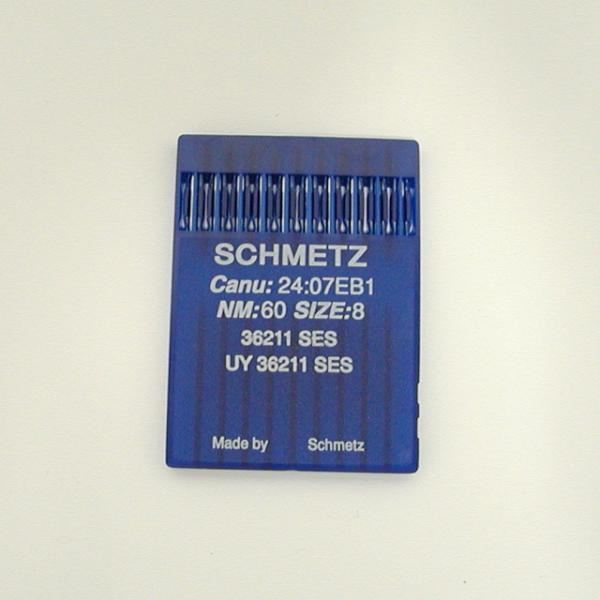 SCHMETZ
Canu: 24:07EB1
NM:60 SIZE:8
36211 SES
UY 36211 SES
Made by Schmetz